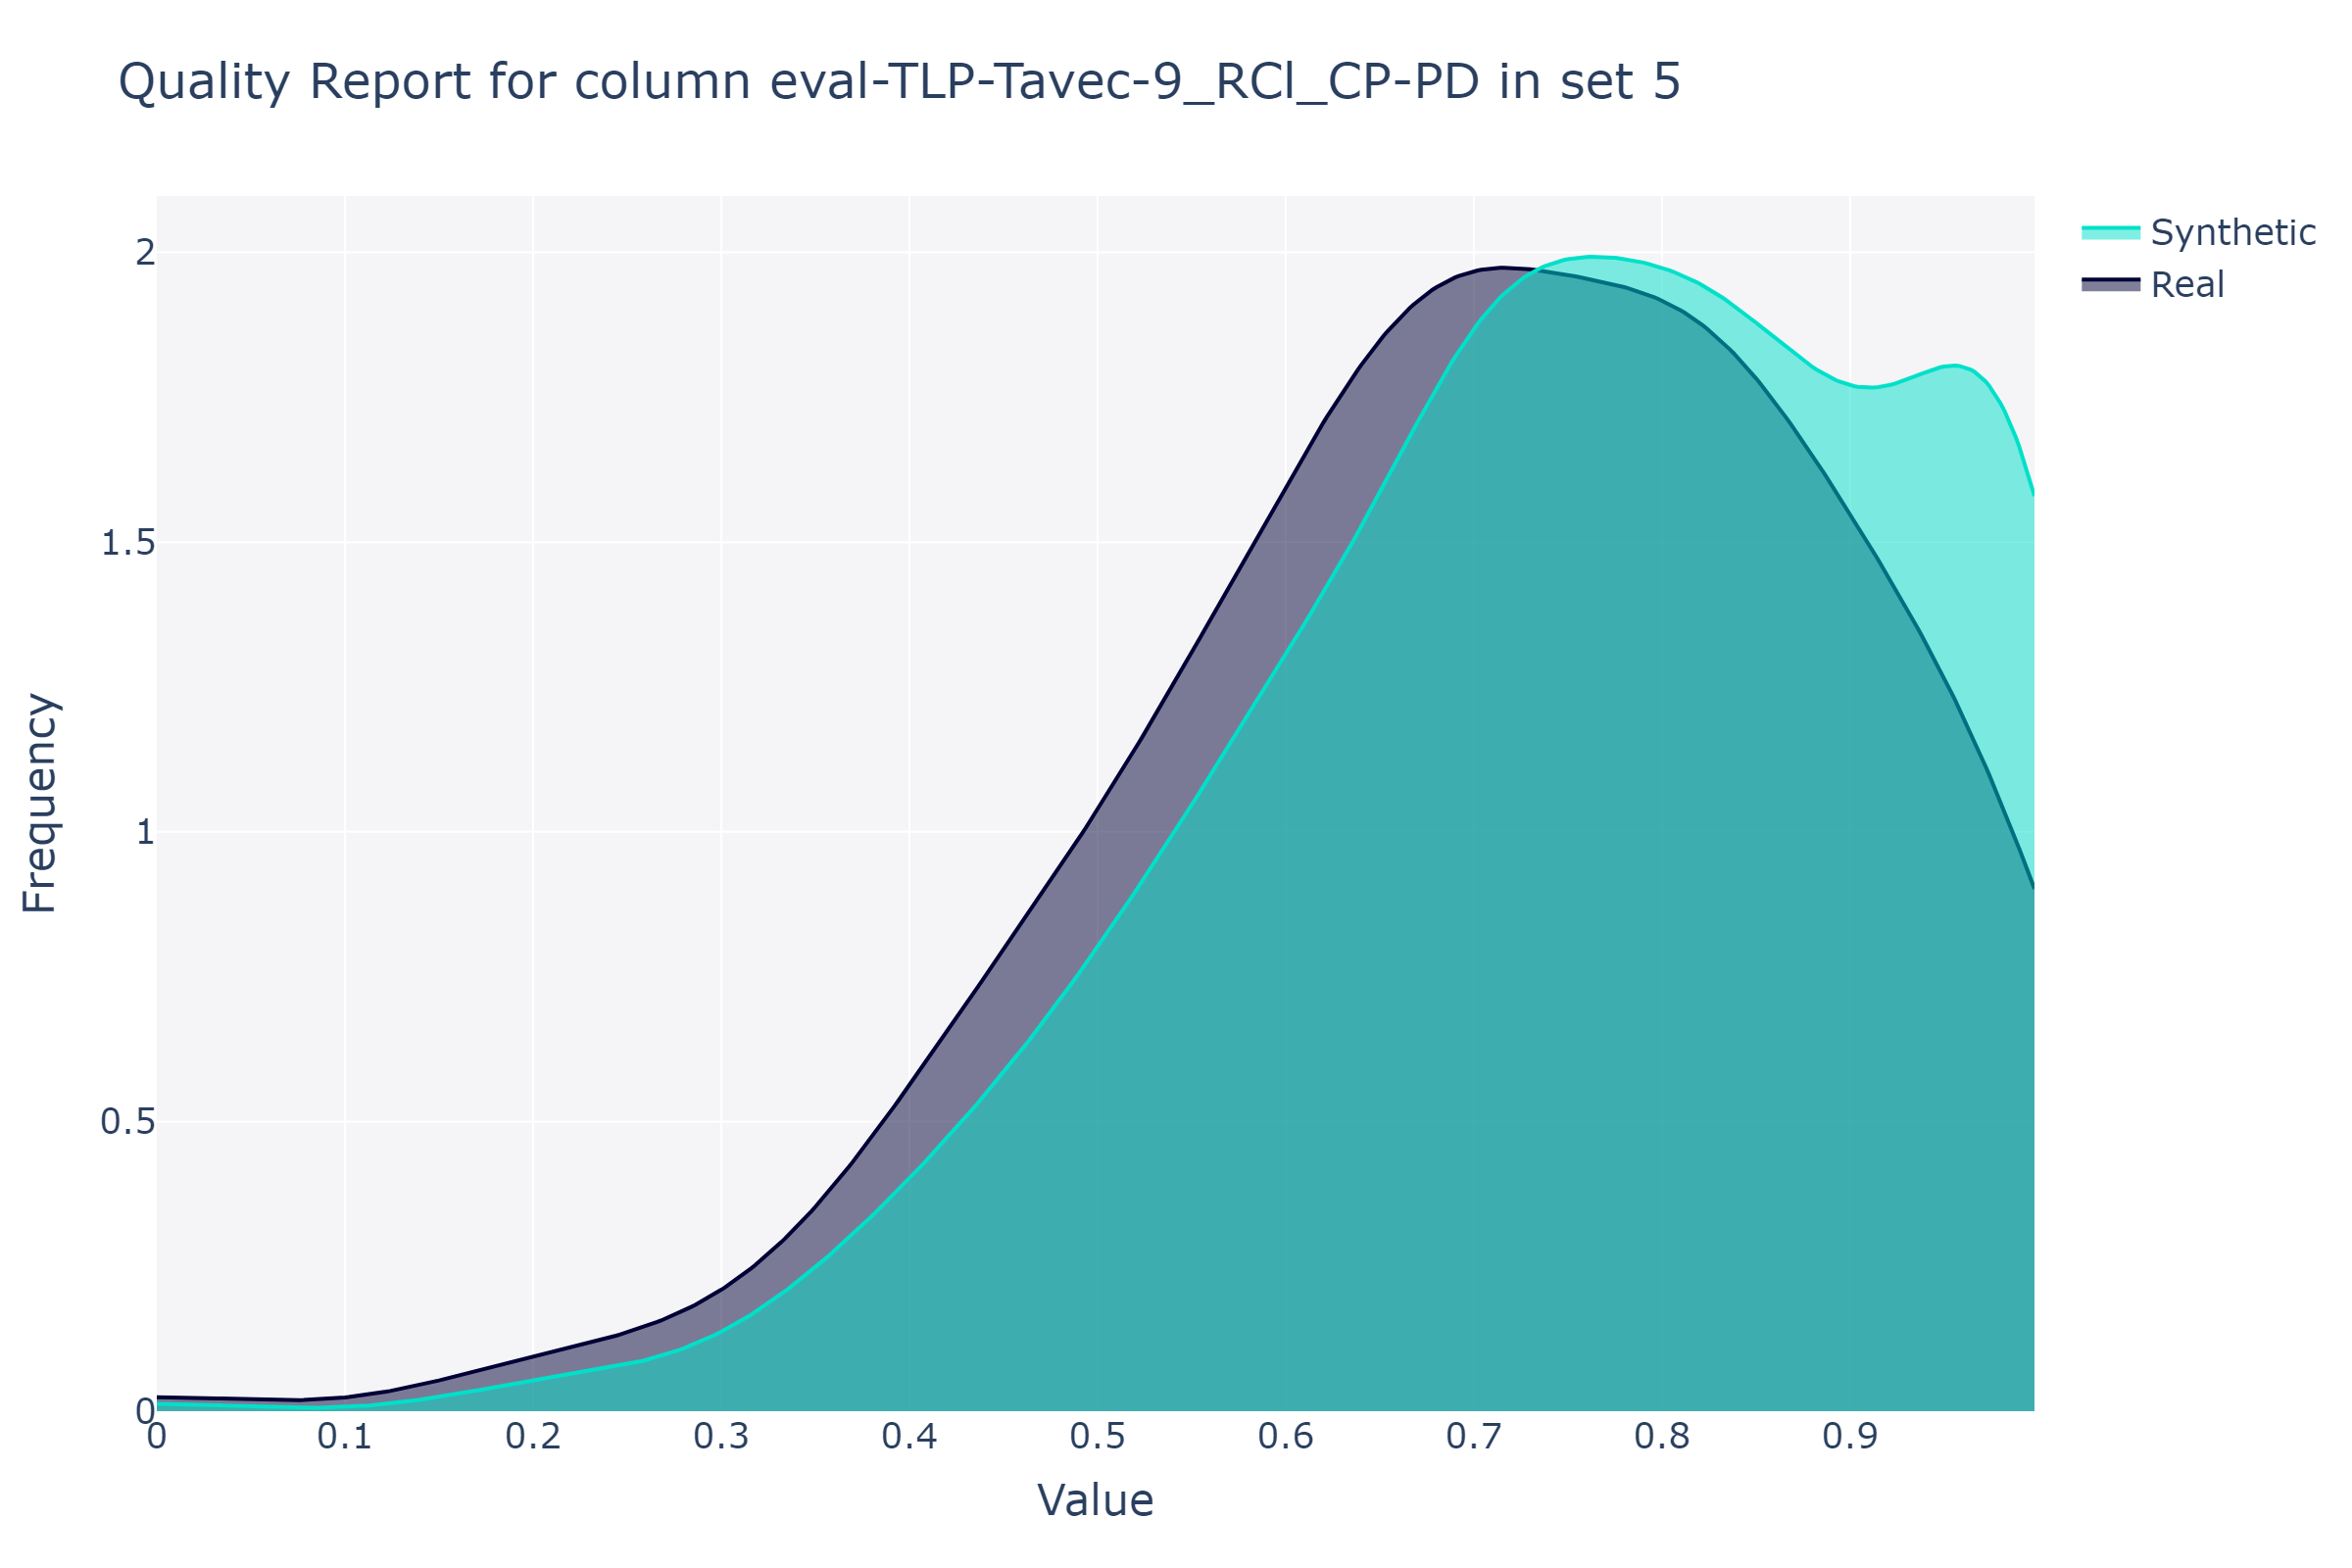 Quality Report for column eval-TLP-Tavec-9_RCl_CP-PD in set 5
Synthetic
Real
Frequency
2
1.5
1
0.5
0
0 0.1 0.2 0.3 0.4 0.5 0.6 0.7 0.8 0.9
Value